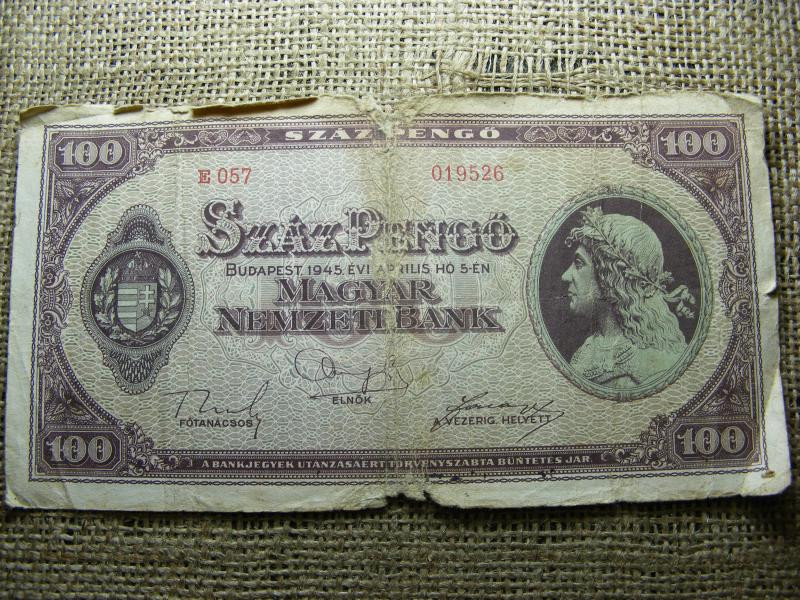 SZÁZ PENGŐ
100 100
E 057 019526
SZÁZ PENGŐ
BUDAPEST 1945 ÉVI ÁPRILIS HÓ 5-ÉN
MAGYAR
NEMZETI BANK
ELNÖK
FŐTANÁCSOS A VEZÉRIG. HELYETT
100 100
A BANKJEGYEK UTÁNZÁSÁÉRT TÖRVÉNYSZABTA BÜNTETÉS JÁR.